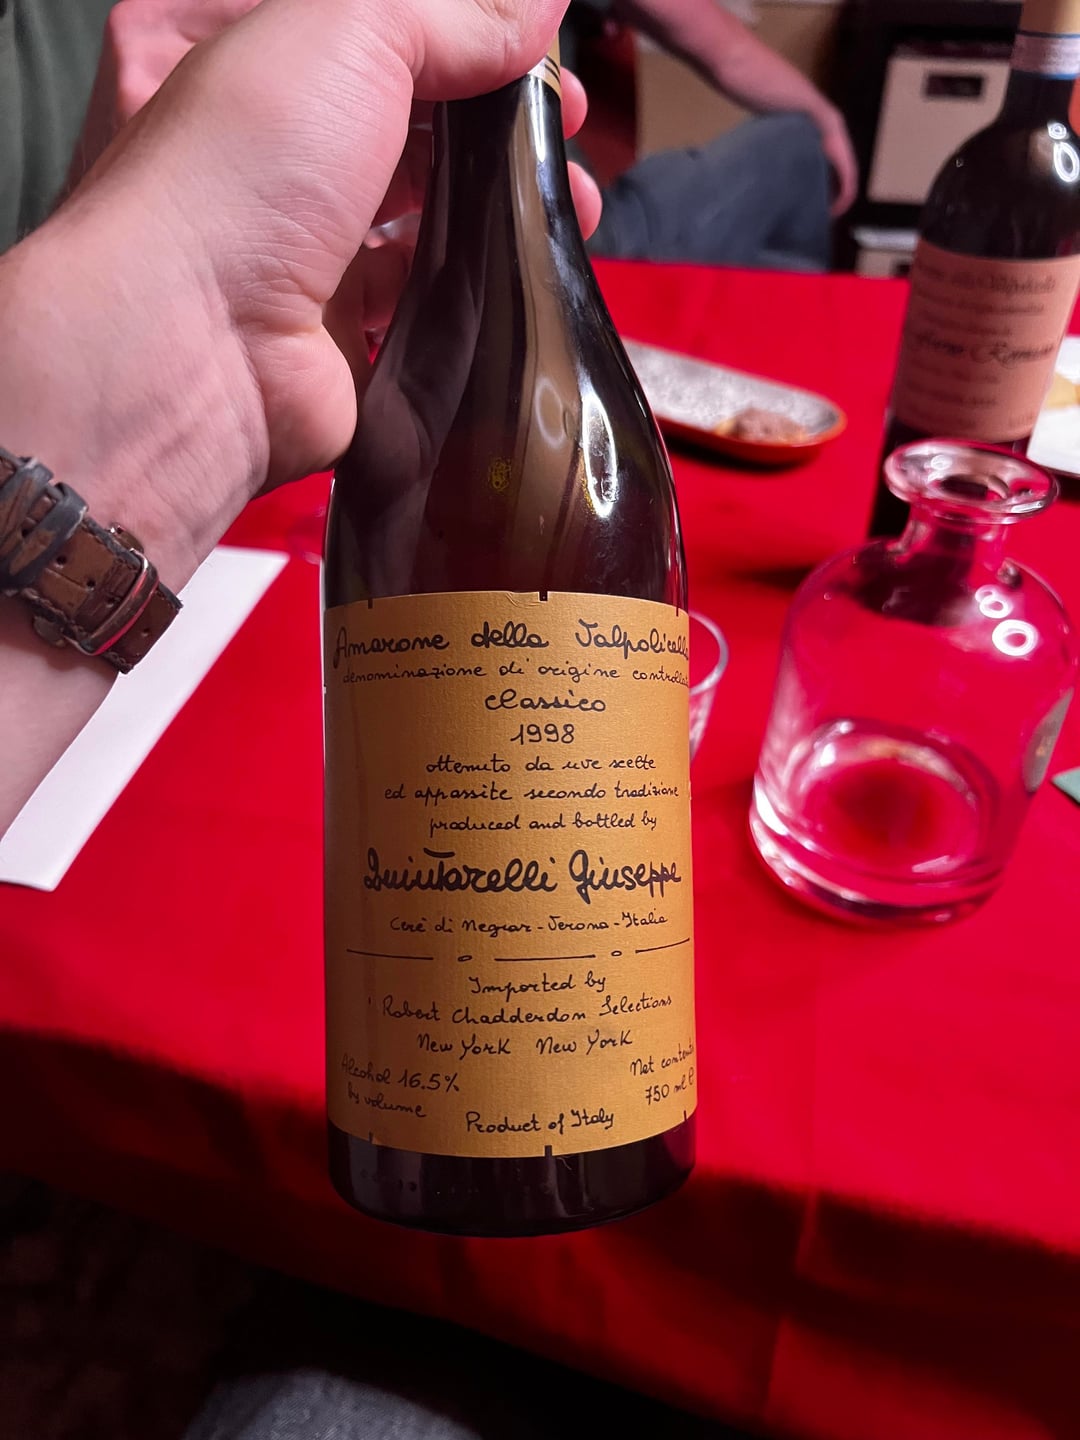 Amarone della Valpolicella
denominazione di origine controllata
classico
1998
ottenuto da uve scelte
ed appassite secondo tradizione
produced and bottled by
Quintarelli Giuseppe
Cerè di Negrar - Verona - Italia
Imported by
Robert Chadderdon Selections
New York New York
Alcohol 16.5%
by volume
Net contents
750 ml e
Product of Italy